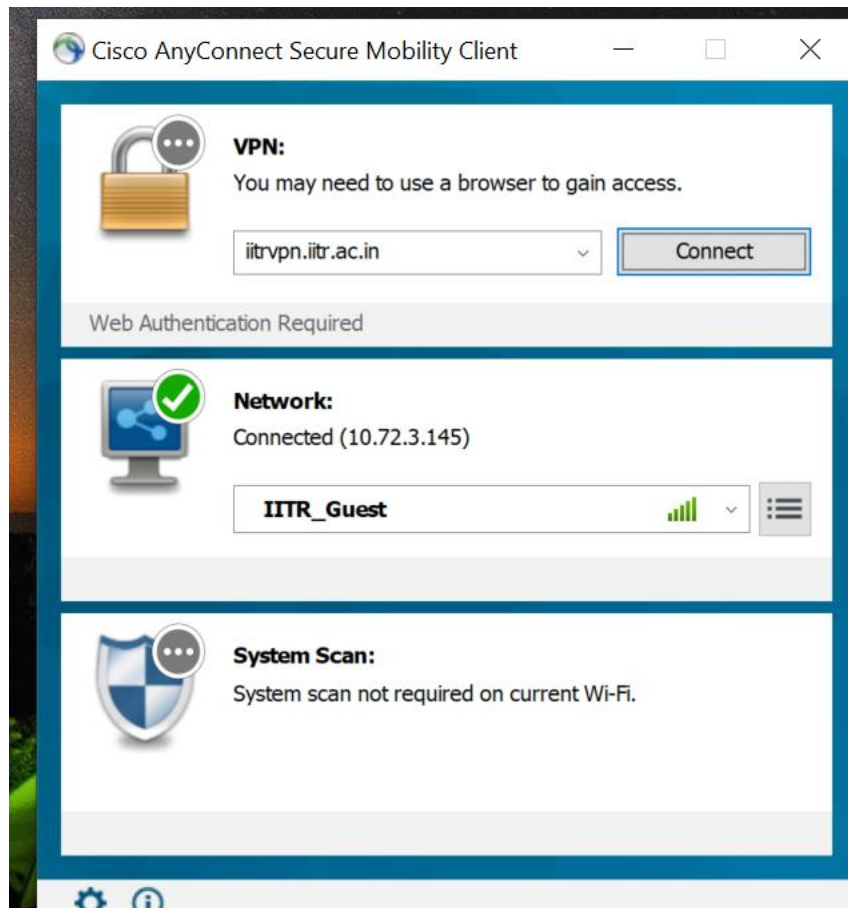 Cisco AnyConnect Secure Mobility Client
VPN:
You may need to use a browser to gain access.
iitrvpn.iitr.ac.in
Connect
Web Authentication Required
Network:
Connected (10.72.3.145)
IITR_Guest
System Scan:
System scan not required on current Wi-Fi.